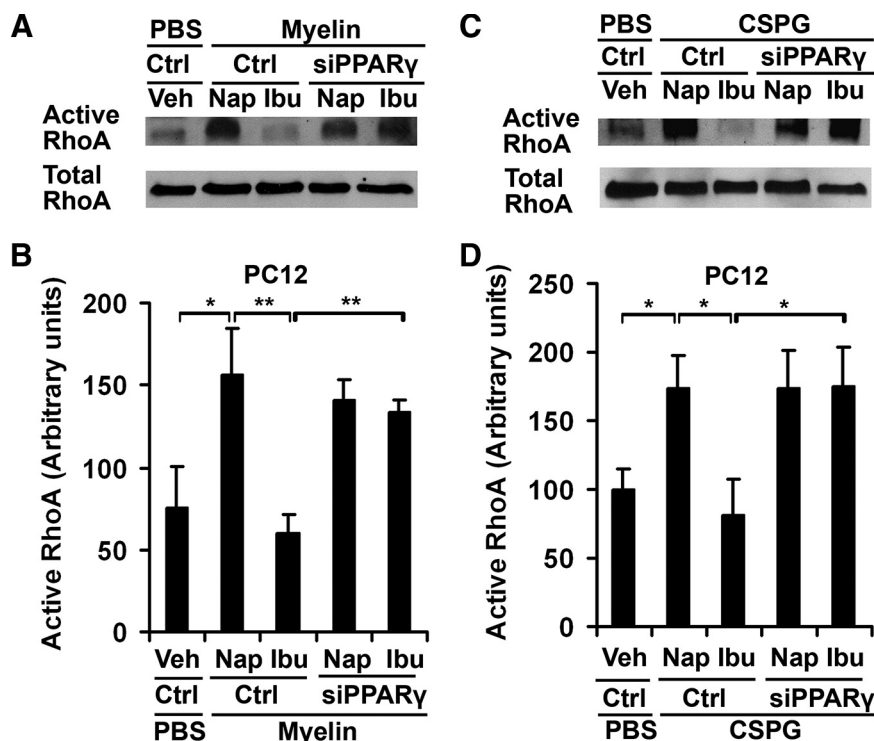 A
PBS Myelin
Ctrl Ctrl siPPARγ
Veh Nap Ibu Nap Ibu
Active
RhoA
Total
RhoA
B
PC12
Active RhoA (Arbitrary units)
200
150
100
50
0
* ** **
Veh Nap Ibu Nap Ibu
Ctrl Ctrl siPPARγ
PBS Myelin
C
PBS CSPG
Ctrl Ctrl siPPARγ
Veh Nap Ibu Nap Ibu
Active
RhoA
Total
RhoA
D
PC12
Active RhoA (Arbitrary units)
250
200
150
100
50
0
* * *
Veh Nap Ibu Nap Ibu
Ctrl Ctrl siPPARγ
PBS CSPG